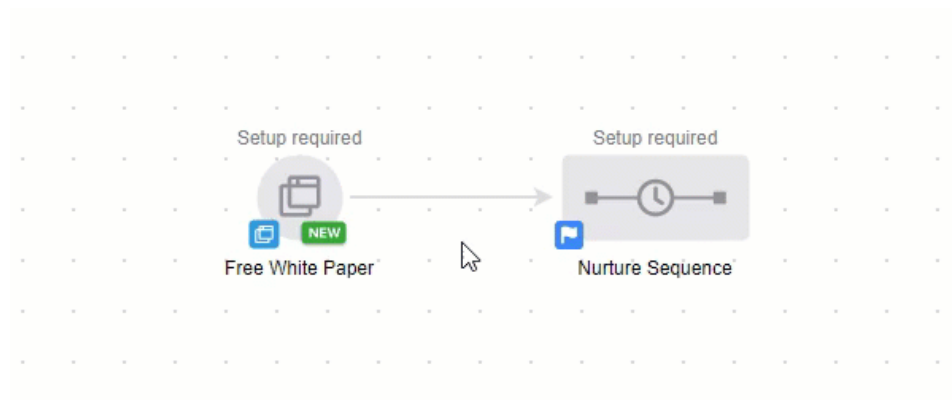 Setup required
Setup required
NEW
Free White Paper
Nurture Sequence